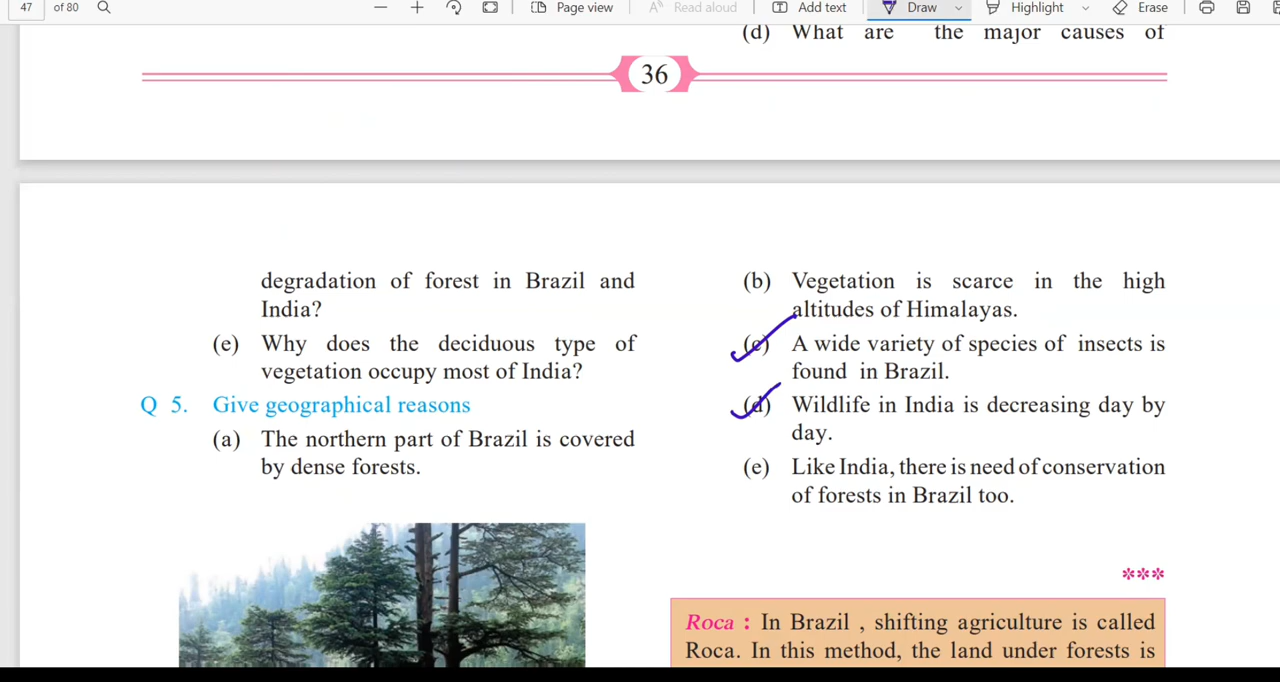 47 of 80 Page view Read aloud Add text Draw Highlight Erase
(d) What are the major causes of
36
degradation of forest in Brazil and
India?
(e) Why does the deciduous type of
vegetation occupy most of India?
Q 5. Give geographical reasons
(a) The northern part of Brazil is covered
by dense forests.
(b) Vegetation is scarce in the high
altitudes of Himalayas.
(c) A wide variety of species of insects is
found in Brazil.
(d) Wildlife in India is decreasing day by
day.
(e) Like India, there is need of conservation
of forests in Brazil too.
***
Roca : In Brazil , shifting agriculture is called
Roca. In this method, the land under forests is